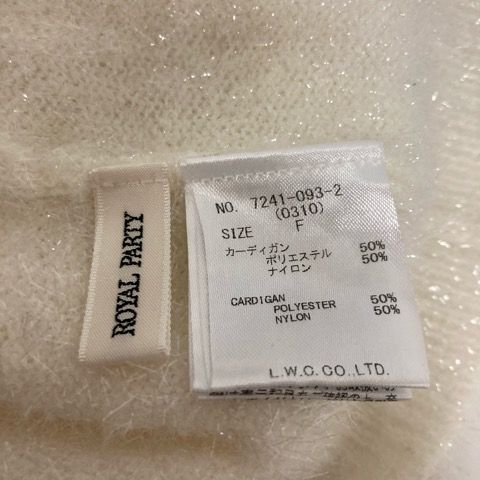 ROYAL PARTY
NO. 7241-093-2
(0310)
SIZE F
カーディガン
ポリエステル 50%
ナイロン 50%
CARDIGAN
POLYESTER 50%
NYLON 50%
L.W.C.CO.,LTD.